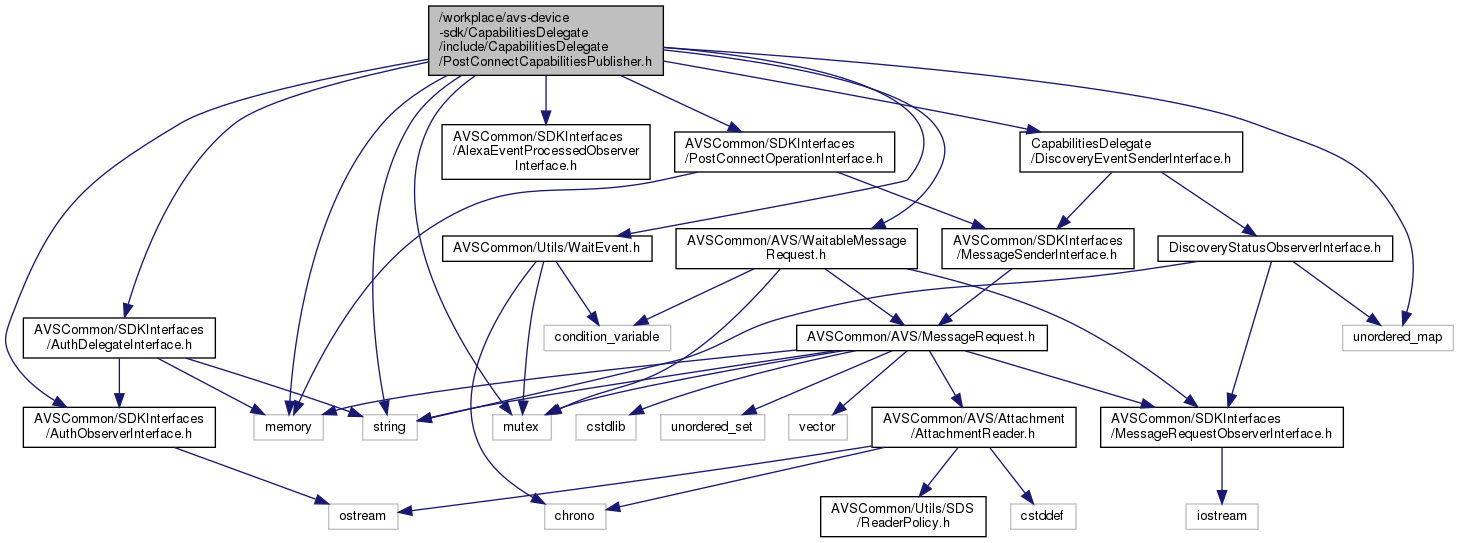 /workplace/avs-device
-sdk/CapabilitiesDelegate
/include/CapabilitiesDelegate
/PostConnectCapabilitiesPublisher.h
AVSCommon/SDKInterfaces
/AlexaEventProcessedObserver
Interface.h
AVSCommon/SDKInterfaces
/PostConnectOperationInterface.h
CapabilitiesDelegate
/DiscoveryEventSenderInterface.h
AVSCommon/Utils/WaitEvent.h
AVSCommon/AVS/WaitableMessage
Request.h
AVSCommon/SDKInterfaces
/MessageSenderInterface.h
DiscoveryStatusObserverInterface.h
AVSCommon/SDKInterfaces
/AuthDelegateInterface.h
condition_variable
AVSCommon/AVS/MessageRequest.h
unordered_map
AVSCommon/SDKInterfaces
/AuthObserverInterface.h
memory
string
mutex
cstdlib
unordered_set
vector
AVSCommon/AVS/Attachment
/AttachmentReader.h
AVSCommon/SDKInterfaces
/MessageRequestObserverInterface.h
ostream
chrono
AVSCommon/Utils/SDS
/ReaderPolicy.h
cstddef
iostream